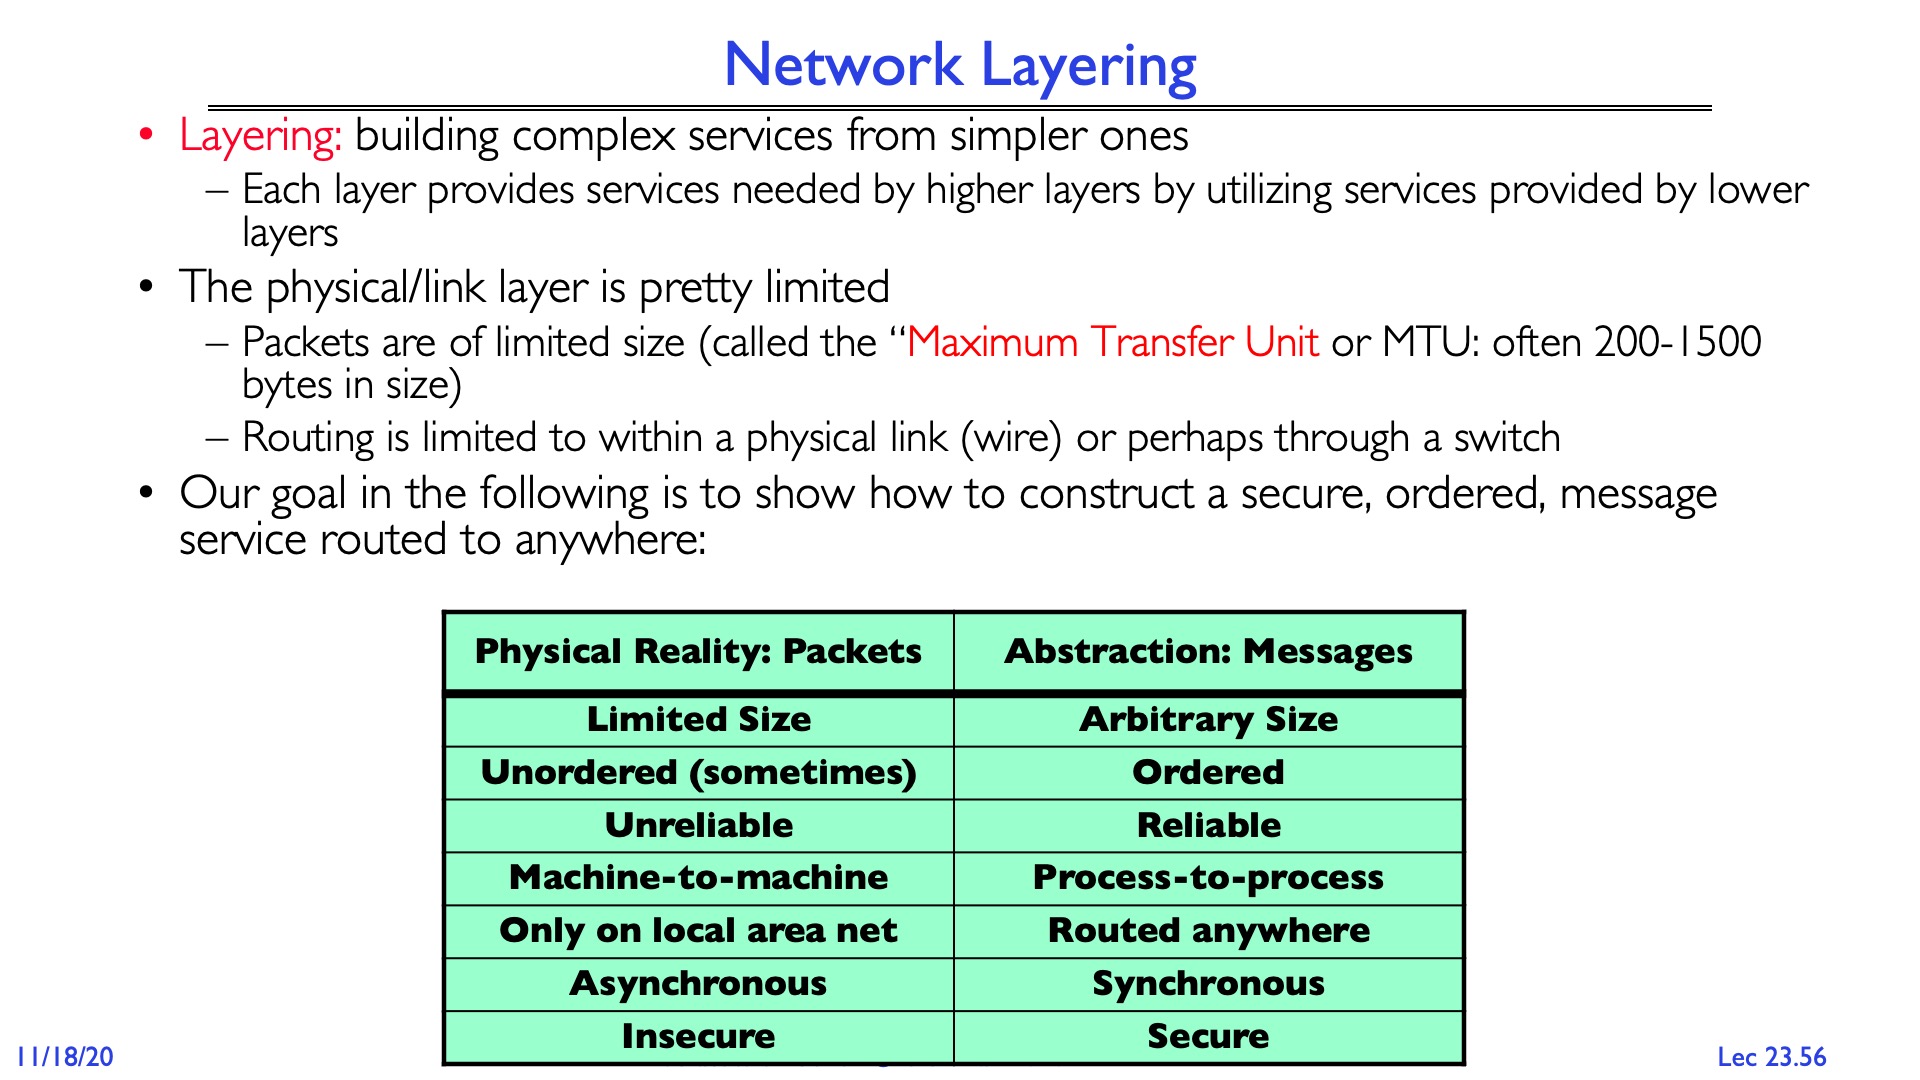 Network Layering
• Layering: building complex services from simpler ones
– Each layer provides services needed by higher layers by utilizing services provided by lower
layers
• The physical/link layer is pretty limited
– Packets are of limited size (called the “Maximum Transfer Unit or MTU: often 200-1500
bytes in size)
– Routing is limited to within a physical link (wire) or perhaps through a switch
• Our goal in the following is to show how to construct a secure, ordered, message
service routed to anywhere:
Physical Reality: Packets Abstraction: Messages
Limited Size Arbitrary Size
Unordered (sometimes) Ordered
Unreliable Reliable
Machine-to-machine Process-to-process
Only on local area net Routed anywhere
Asynchronous Synchronous
Insecure Secure
11/18/20 Lec 23.56